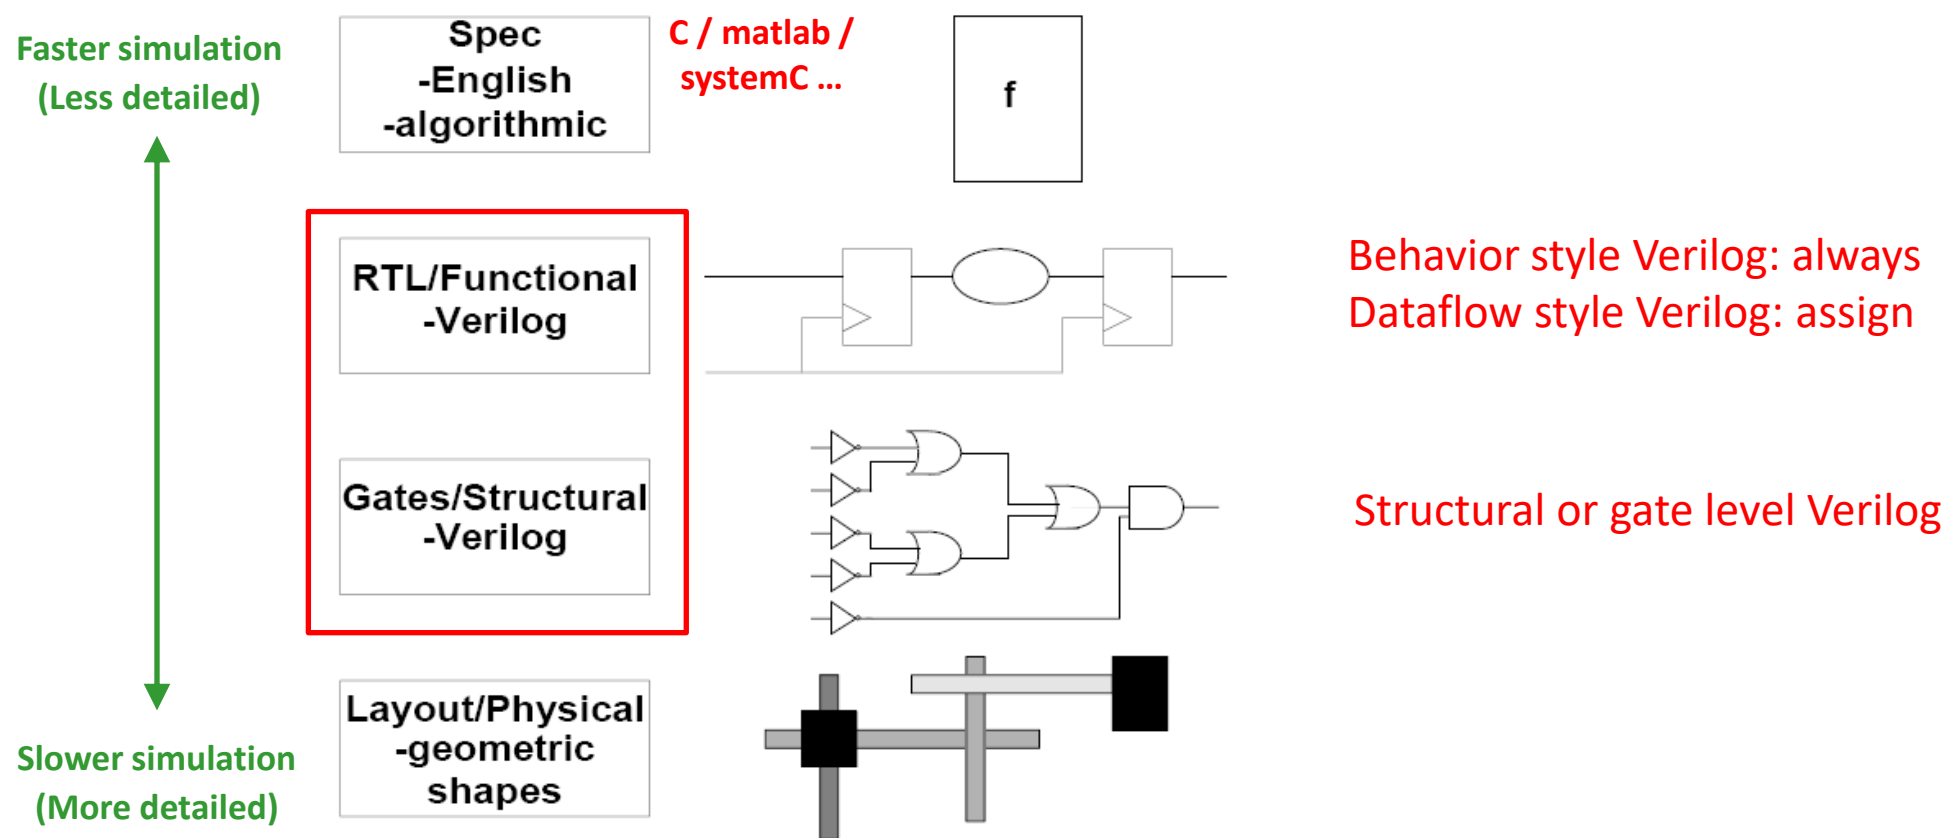 Faster simulation
(Less detailed)
Spec
-English
-algorithmic
C / matlab /
systemC ...
f
RTL/Functional
-Verilog
Behavior style Verilog: always
Dataflow style Verilog: assign
Gates/Structural
-Verilog
Structural or gate level Verilog
Slower simulation
(More detailed)
Layout/Physical
-geometric
shapes